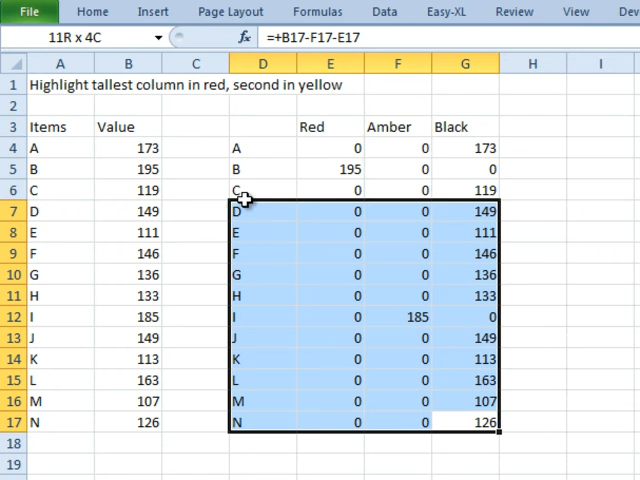 File Home Insert Page Layout Formulas Data Easy-XL Review View Dev
11R x 4C fx =+B17-F17-E17
A B C D E F G H I
1 Highlight tallest column in red, second in yellow
2
3 Items Value Red Amber Black
4 A 173 A 0 0 173
5 B 195 B 195 0 0
6 C 119 C 0 0 119
7 D 149 D 0 0 149
8 E 111 E 0 0 111
9 F 146 F 0 0 146
10 G 136 G 0 0 136
11 H 133 H 0 0 133
12 I 185 I 0 185 0
13 J 149 J 0 0 149
14 K 113 K 0 0 113
15 L 163 L 0 0 163
16 M 107 M 0 0 107
17 N 126 N 0 0 126
18
19